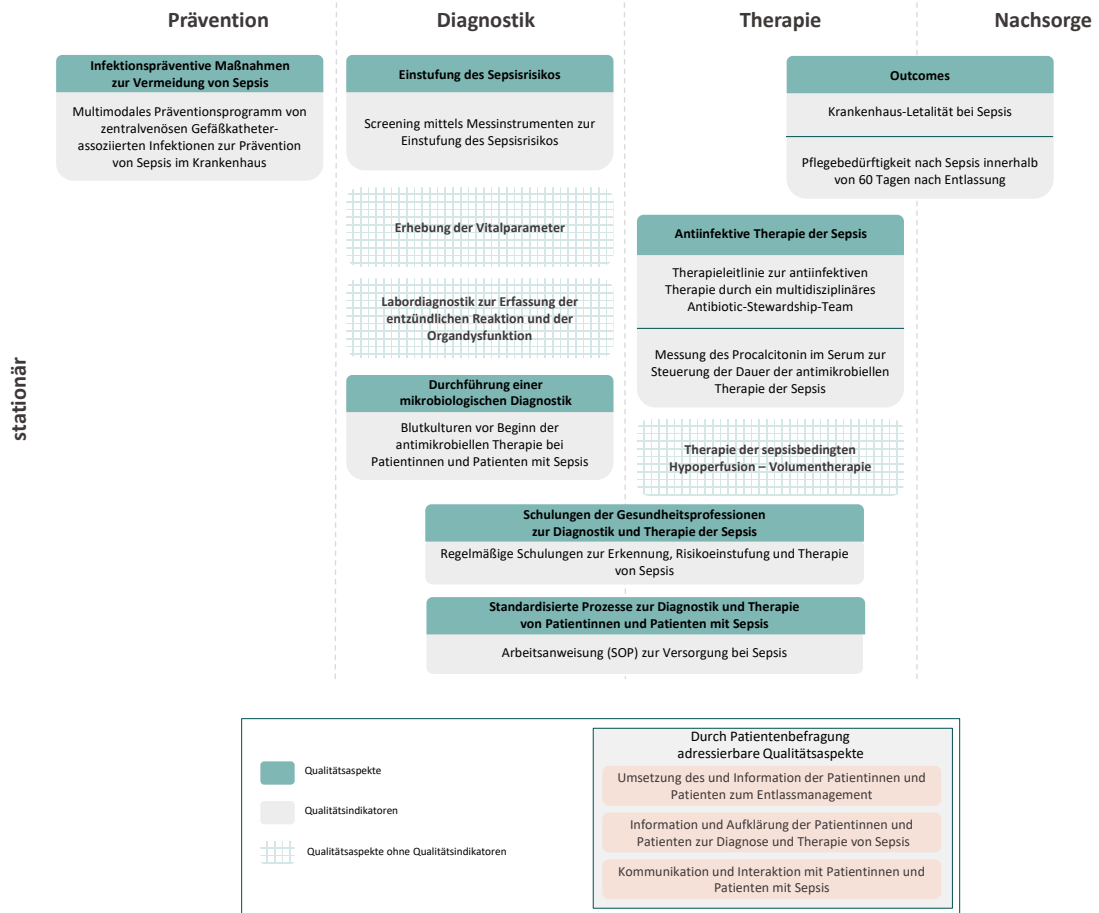 Prävention
Diagnostik
Therapie
Nachsorge
stationär
Infektionspräventive Maßnahmen
zur Vermeidung von Sepsis
Multimodales Präventionsprogramm von
zentralvenösen Gefäßkatheter-
assoziierten Infektionen zur Prävention
von Sepsis im Krankenhaus
Einstufung des Sepsisrisikos
Screening mittels Messinstrumenten zur
Einstufung des Sepsisrisikos
Erhebung der Vitalparameter
Labordiagnostik zur Erfassung der
entzündlichen Reaktion und der
Organdysfunktion
Durchführung einer
mikrobiologischen Diagnostik
Blutkulturen vor Beginn der
antimikrobiellen Therapie bei
Patientinnen und Patienten mit Sepsis
Outcomes
Krankenhaus-Letalität bei Sepsis
Pflegebedürftigkeit nach Sepsis innerhalb
von 60 Tagen nach Entlassung
Antiinfektive Therapie der Sepsis
Therapieleitlinie zur antiinfektiven
Therapie durch ein multidisziplinäres
Antibiotic-Stewardship-Team
Messung des Procalcitonin im Serum zur
Steuerung der Dauer der antimikrobiellen
Therapie der Sepsis
Therapie der sepsisbedingten
Hypoperfusion – Volumentherapie
Schulungen der Gesundheitsprofessionen
zur Diagnostik und Therapie der Sepsis
Regelmäßige Schulungen zur Erkennung, Risikoeinstufung und Therapie
von Sepsis
Standardisierte Prozesse zur Diagnostik und Therapie
von Patientinnen und Patienten mit Sepsis
Arbeitsanweisung (SOP) zur Versorgung bei Sepsis
Qualitätsaspekte
Qualitätsindikatoren
Qualitätsaspekte ohne Qualitätsindikatoren
Durch Patientenbefragung
adressierbare Qualitätsaspekte
Umsetzung des und Information der Patientinnen und
Patienten zum Entlassmanagement
Information und Aufklärung der Patientinnen und
Patienten zur Diagnose und Therapie von Sepsis
Kommunikation und Interaktion mit Patientinnen und
Patienten mit Sepsis